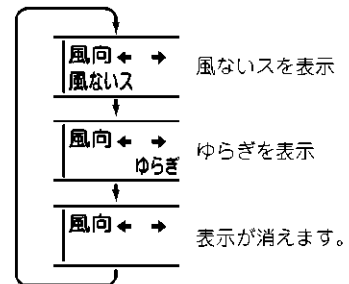 風向← →
風ないス
風ないスを表示
風向← →
ゆらぎ
ゆらぎを表示
風向← →
表示が消えます。